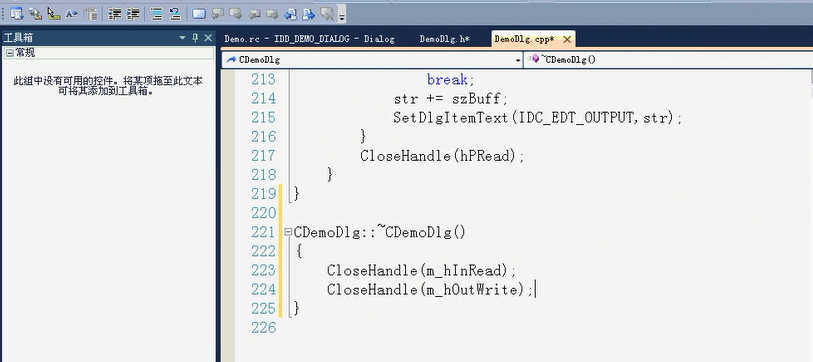 工具箱
常规
此组中没有可用的控件。将某项拖至此文本
可将其添加到工具箱。
Demo.rc - IDD_DEMO_DIALOG - Dialog
DemoDlg.h*
DemoDlg.cpp*
CDemoDlg
~CDemoDlg()
213 break;
214 str += szBuff;
215 SetDlgItemText(IDC_EDT_OUTPUT,str);
216 }
217 CloseHandle(hPRead);
218 }
219 }
220
221 CDemoDlg::~CDemoDlg()
222 {
223 CloseHandle(m_hInRead);
224 CloseHandle(m_hOutWrite);
225 }
226